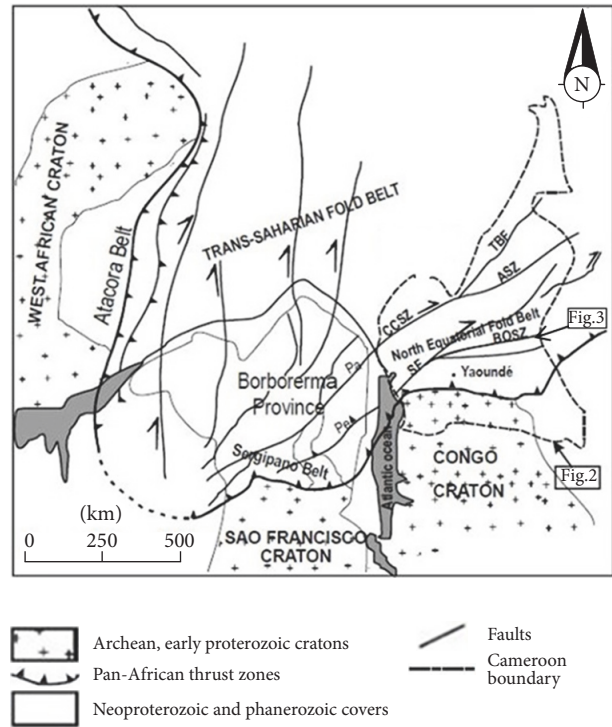 N
WEST AFRICAN CRATON
Atacora Belt
TRANS-SAHARIAN FOLD BELT
TBF
ASZ
CCSZ
North Equatorial Fold Belt
Fig.3
BOSZ
SF
Yaoundé
Pa
Borborerma
Province
Pe
Sergipano Belt
Atlantic ocean
CONGO
CRATON
Fig.2
(km)
0 250 500
SAO FRANCISCO
CRATON
Archean, early proterozoic cratons
Pan-African thrust zones
Neoproterozoic and phanerozoic covers
Faults
Cameroon
boundary